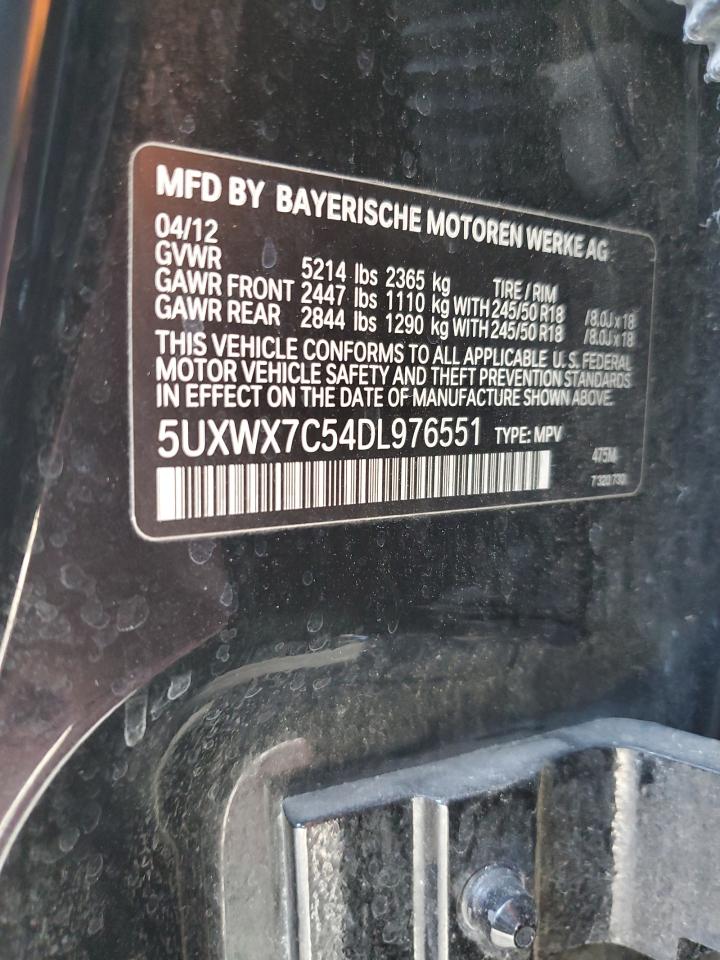 MFD BY BAYERISCHE MOTOREN WERKE AG
04/12
GVWR 5214 lbs 2365 kg TIRE / RIM
GAWR FRONT 2447 lbs 1110 kg WITH 245/50 R18 /8.0J x 18
GAWR REAR 2844 lbs 1290 kg WITH 245/50 R18 /8.0J x 18
THIS VEHICLE CONFORMS TO ALL APPLICABLE U.S. FEDERAL
MOTOR VEHICLE SAFETY AND THEFT PREVENTION STANDARDS
IN EFFECT ON THE DATE OF MANUFACTURE SHOWN ABOVE.
5UXWX7C54DL976551 TYPE: MPV 475M
7320730